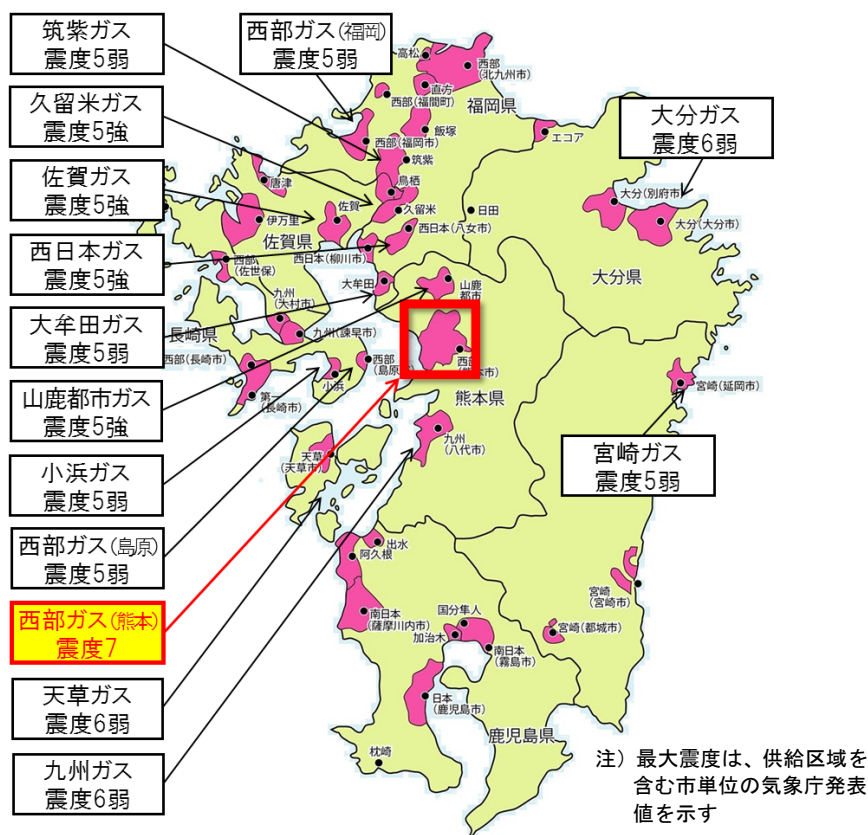 筑紫ガス
震度5弱
久留米ガス
震度5強
佐賀ガス
震度5強
西日本ガス
震度5強
大牟田ガス
震度5弱
山鹿都市ガス
震度5強
小浜ガス
震度5弱
西部ガス(島原)
震度5弱
西部ガス(熊本)
震度7
天草ガス
震度6弱
九州ガス
震度6弱
西部ガス(福岡)
震度5弱
大分ガス
震度6弱
宮崎ガス
震度5弱
高松
西部
(北九州市)
直方
西部(福間町)
福岡県
飯塚
エコア
西部(福岡市)
筑紫
唐津
鳥栖
佐賀
久留米
日田
伊万里
佐賀県
西日本(八女市)
大分(別府市)
大分(大分市)
大分県
西部
(佐世保)
西日本(柳川市)
大牟田
山鹿
都市
九州
(大村市)
長崎県
九州(諫早市)
西部(長崎市)
西部
小浜
第一
(長崎市)
西部
熊本県
宮崎(延岡市)
九州
(八代市)
天草
(天草市)
出水
阿久根
宮崎
(宮崎市)
南日本
(薩摩川内市)
国分隼人
加治木
宮崎(都城市)
南日本
(霧島市)
日本
(鹿児島市)
鹿児島県
枕崎
注）最大震度は、供給区域を
含む市単位の気象庁発表
値を示す